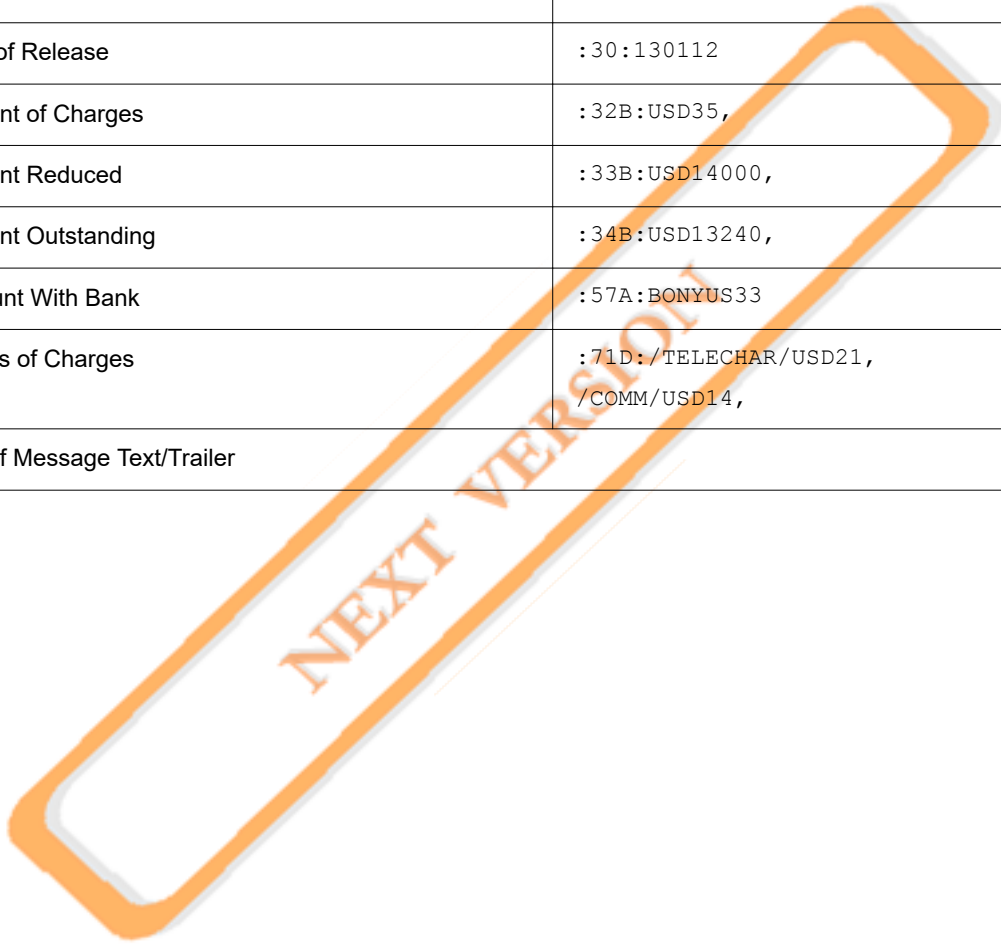 of Release :30:130112
nt of Charges :32B:USD35,
nt Reduced :33B:USD14000,
nt Outstanding :34B:USD13240,
unt With Bank :57A:BONYUS33
s of Charges :71D:/TELECHAR/USD21,
/COMM/USD14,
f Message Text/Trailer
NEXT VERSION